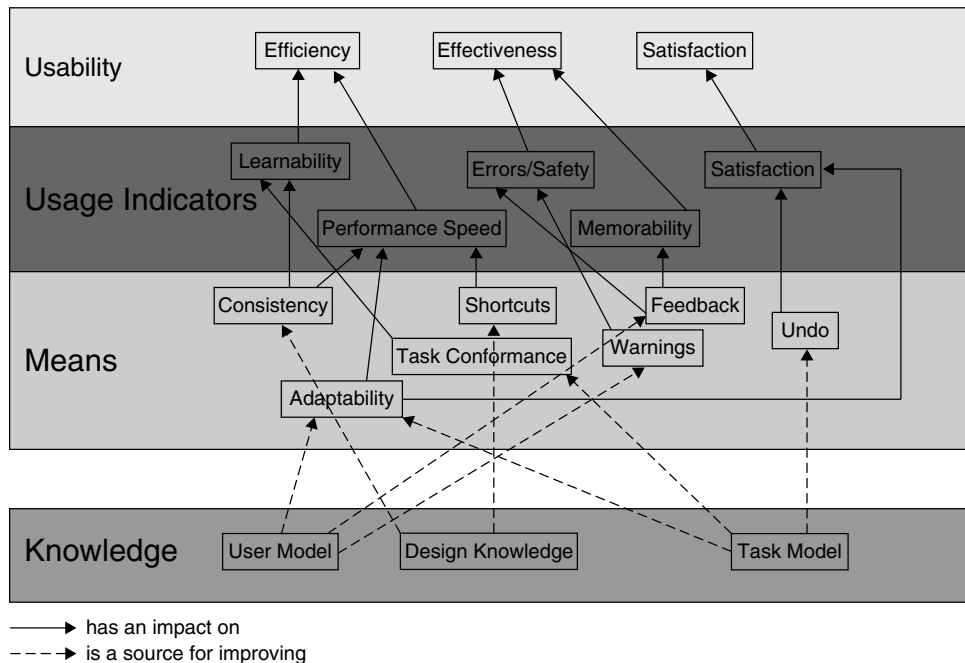 Efficiency
Effectiveness
Satisfaction
Usability
Learnability
Errors/Safety
Satisfaction
Usage Indicators
Performance Speed
Memorability
Consistency
Shortcuts
Feedback
Undo
Task Conformance
Warnings
Means
Adaptability
Knowledge
User Model
Design Knowledge
Task Model
has an impact on
is a source for improving